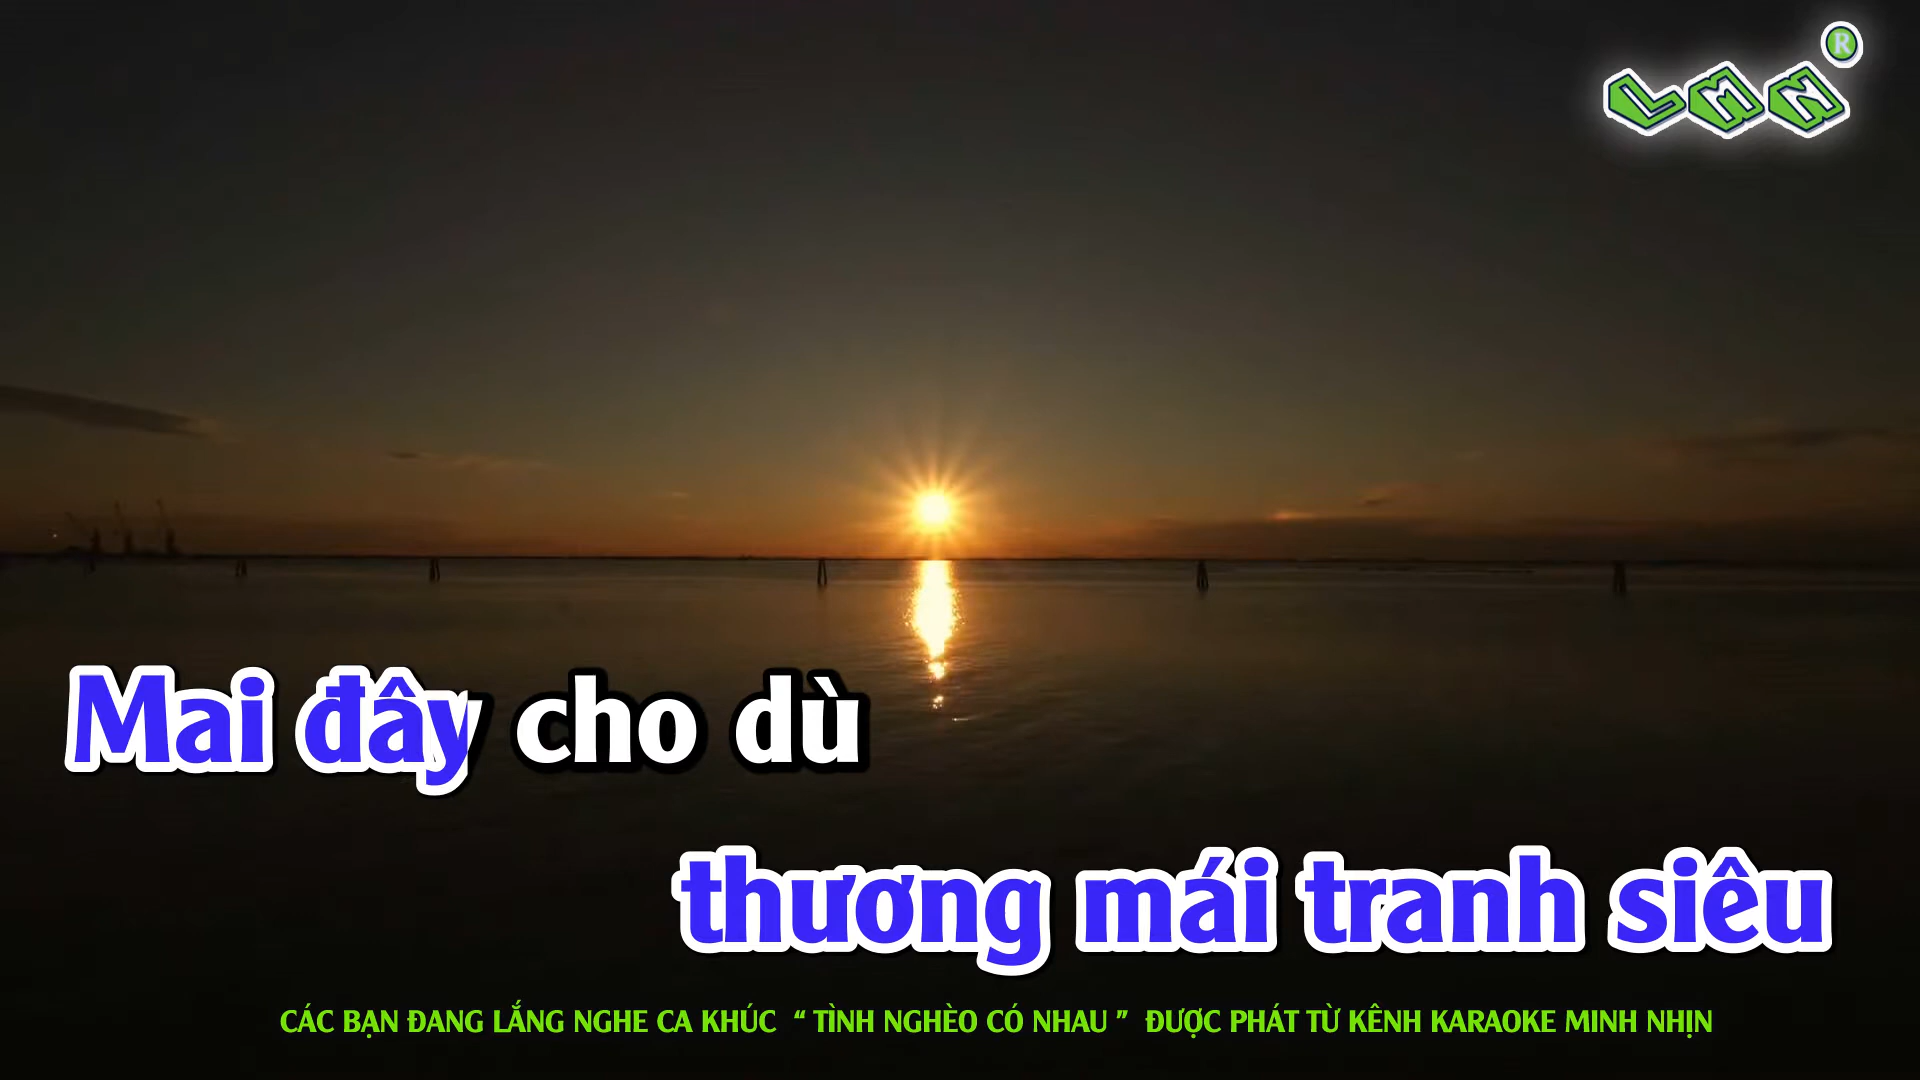 LMN®
Mai đây cho dù
thương mái tranh siêu
CÁC BẠN ĐANG LẮNG NGHE CA KHÚC “ TÌNH NGHÈO CÓ NHAU ” ĐƯỢC PHÁT TỪ KÊNH KARAOKE MINH NHỊN